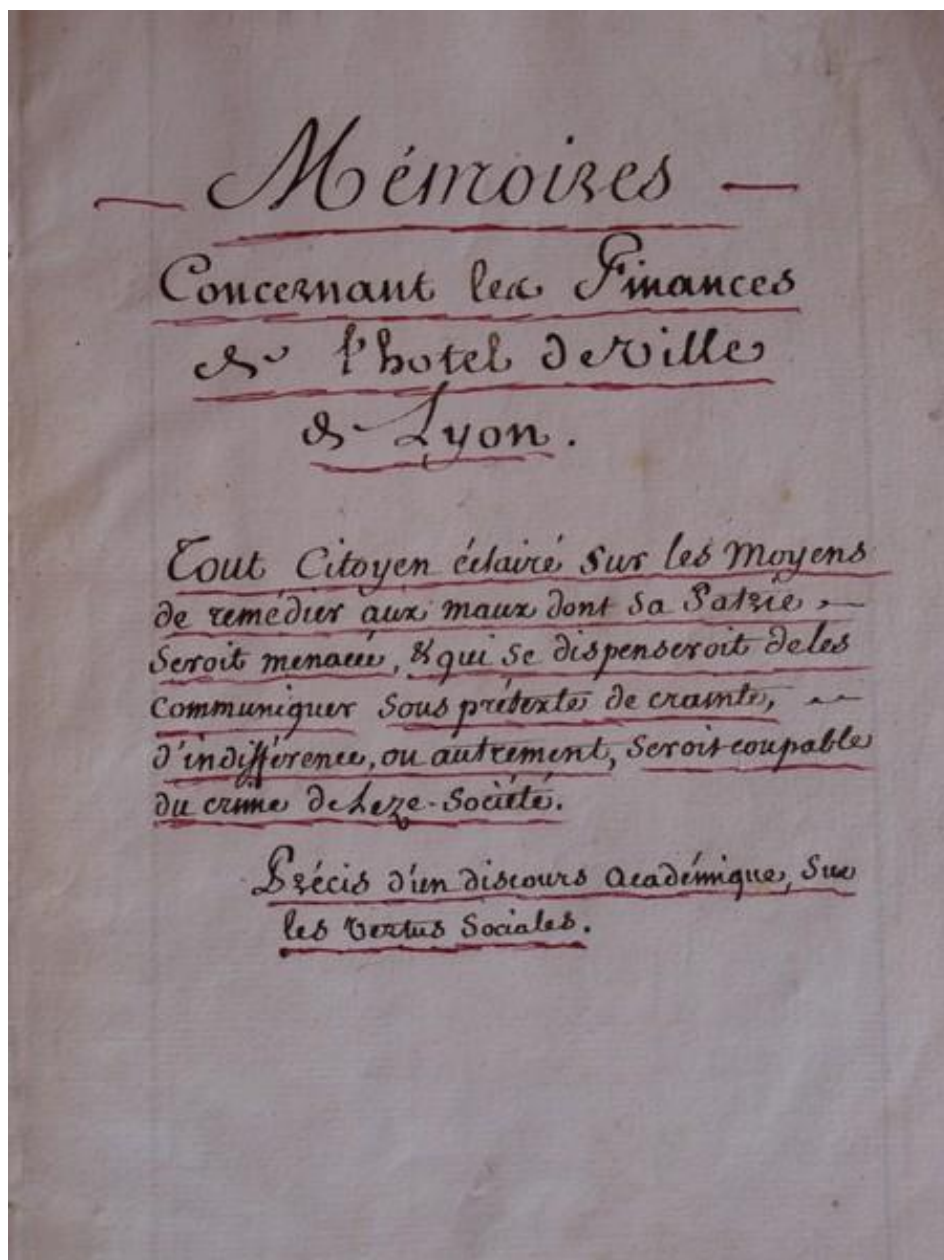 — Mémoires —
Concernant les Finances
de l'hotel de Ville
de Lyon.
Tout Citoyen éclairé sur les Moyens
de remédier aux maux dont sa Patrie,
seroit menacée, & qui se dispenseroit de les
communiquer sous prétexte de crainte,
d'indifférence, ou autrement, seroit coupable
du crime de Leze-Société.
Précis d'un discours académique, sur
les vertus sociales.